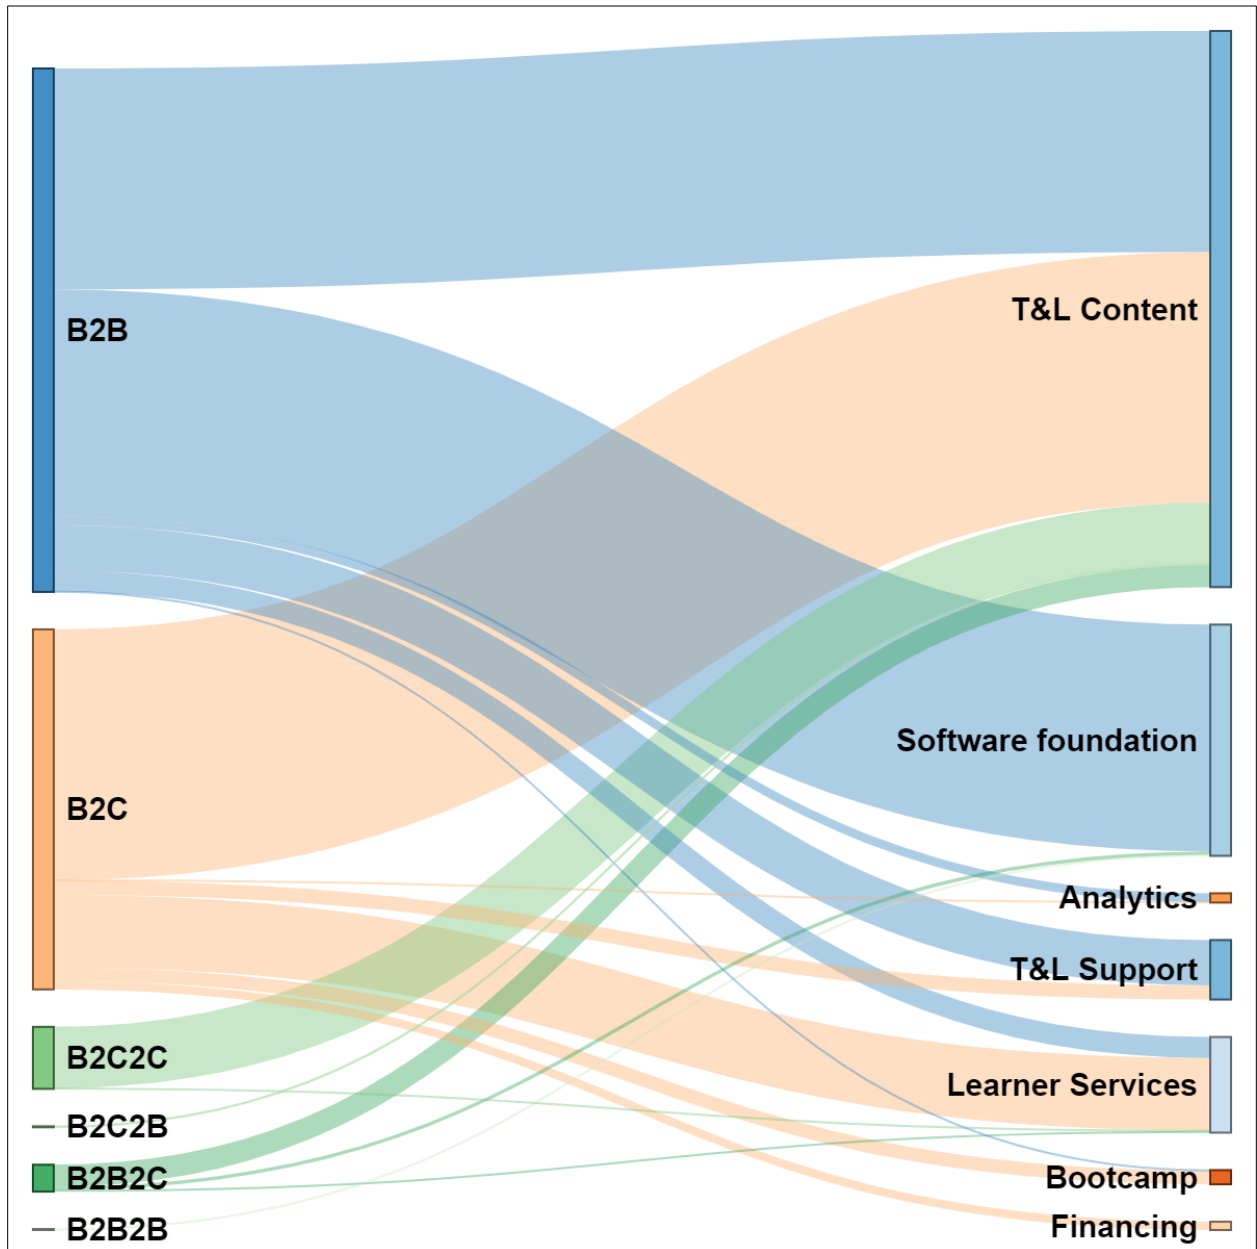 B2B
B2C
B2C2C
B2C2B
B2B2C
B2B2B
T&L Content
Software foundation
Analytics
T&L Support
Learner Services
Bootcamp
Financing